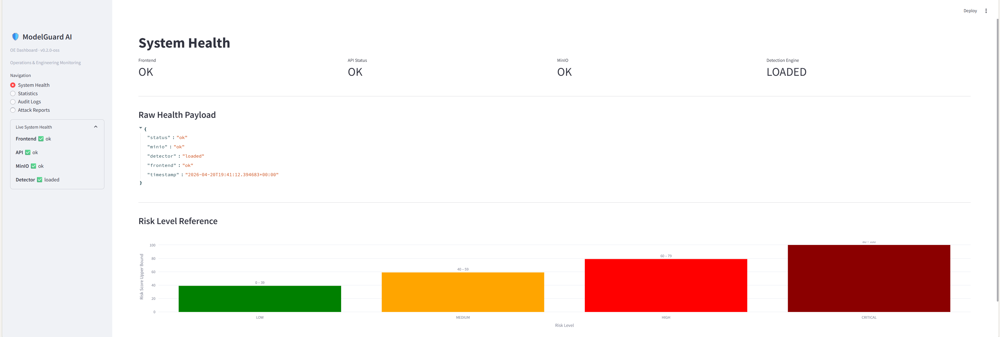 Deploy
ModelGuard AI
OE Dashboard · v0.2.0-oss
Operations & Engineering Monitoring
Navigation
System Health
Statistics
Audit Logs
Attack Reports
Live System Health
Frontend ✅ ok
API ✅ ok
MinIO ✅ ok
Detector ✅ loaded
System Health
Frontend
OK
API Status
OK
MinIO
OK
Detection Engine
LOADED
Raw Health Payload
{
"status" : "ok"
"minio" : "ok"
"detector" : "loaded"
"frontend" : "ok"
"timestamp" : "2026-04-20T19:41:12.394683+00:00"
}
Risk Level Reference
Risk Score Upper Bound
100
80
60
40
20
0
0 – 39
40 – 59
60 – 79
80 – 100
LOW
MEDIUM
HIGH
CRITICAL
Risk Level